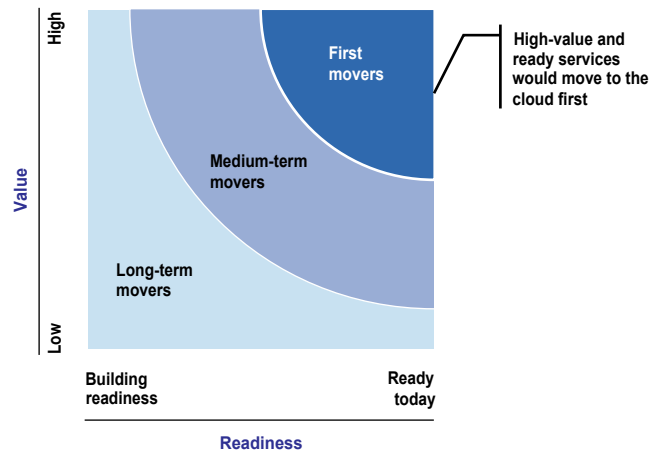 High
First
movers
High-value and
ready services
would move to the
cloud first
Medium-term
movers
Value
Long-term
movers
Low
Building
readiness
Ready
today
Readiness